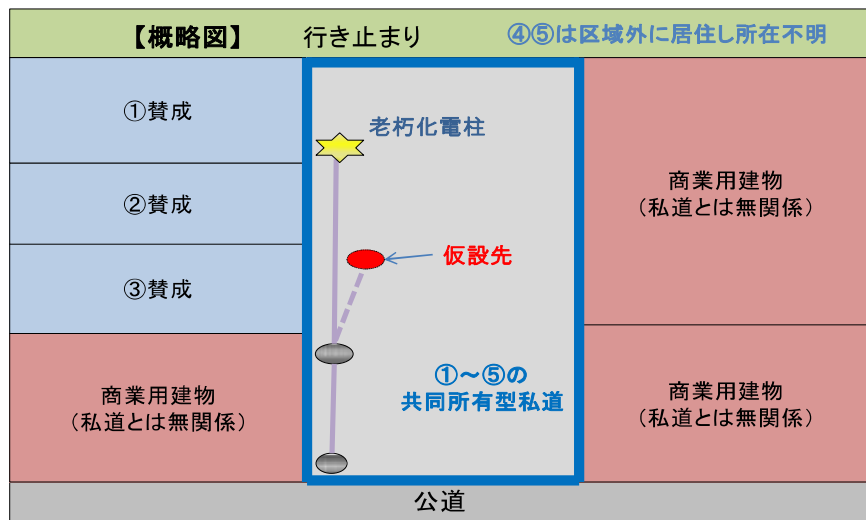 【概略図】 行き止まり ④⑤は区域外に居住し所在不明
①賛成
老朽化電柱
商業用建物
(私道とは無関係)
②賛成
仮設先
③賛成
①～⑤の
共同所有型私道
商業用建物
(私道とは無関係)
商業用建物
(私道とは無関係)
公道